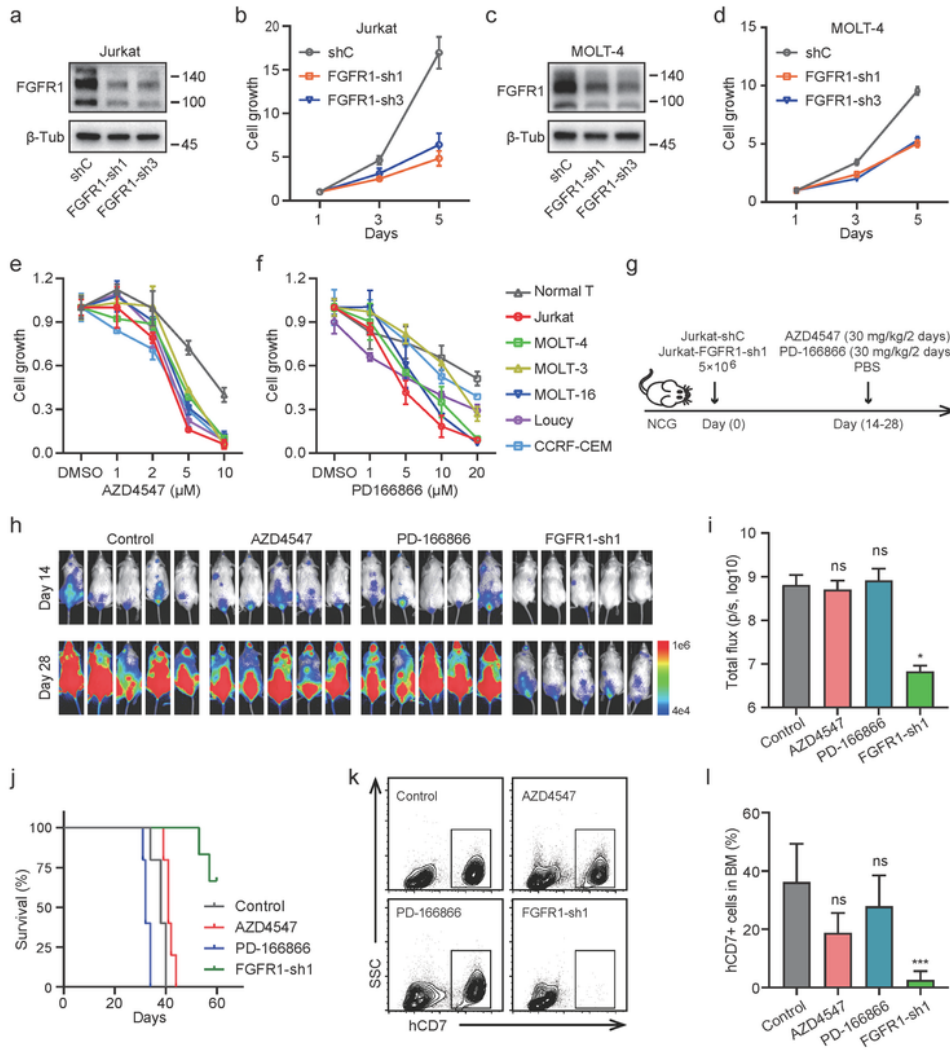 a
Jurkat
FGFR1
140
100
β-Tub
45
shC
FGFR1-sh1
FGFR1-sh3
b
Jurkat
Cell growth
20
15
10
5
0
shC
FGFR1-sh1
FGFR1-sh3
1 3 5
Days
c
MOLT-4
FGFR1
140
100
β-Tub
45
shC
FGFR1-sh1
FGFR1-sh3
d
MOLT-4
Cell growth
15
10
5
0
shC
FGFR1-sh1
FGFR1-sh3
1 3 5
Days
e
Cell growth
1.2
0.9
0.6
0.3
0.0
DMSO 1 2 5 10
AZD4547 (μM)
f
Cell growth
1.2
0.9
0.6
0.3
0.0
DMSO 1 5 10 20
PD166866 (μM)
Normal T
Jurkat
MOLT-4
MOLT-3
MOLT-16
Loucy
CCRF-CEM
g
Jurkat-shC
Jurkat-FGFR1-sh1
5×10⁶
AZD4547 (30 mg/kg/2 days)
PD-166866 (30 mg/kg/2 days)
PBS
NCG
Day (0)
Day (14-28)
h
Control AZD4547 PD-166866 FGFR1-sh1
Day 14
Day 28
1e6
4e4
i
Total flux (p/s, log10)
10
9
8
7
6
ns
ns
*
Control
AZD4547
PD-166866
FGFR1-sh1
j
Survival (%)
100
75
50
25
0
Control
AZD4547
PD-166866
FGFR1-sh1
0 20 40 60
Days
k
Control
AZD4547
PD-166866
FGFR1-sh1
SSC
hCD7
l
hCD7+ cells in BM (%)
60
40
20
0
ns
ns
***
Control
AZD4547
PD-166866
FGFR1-sh1